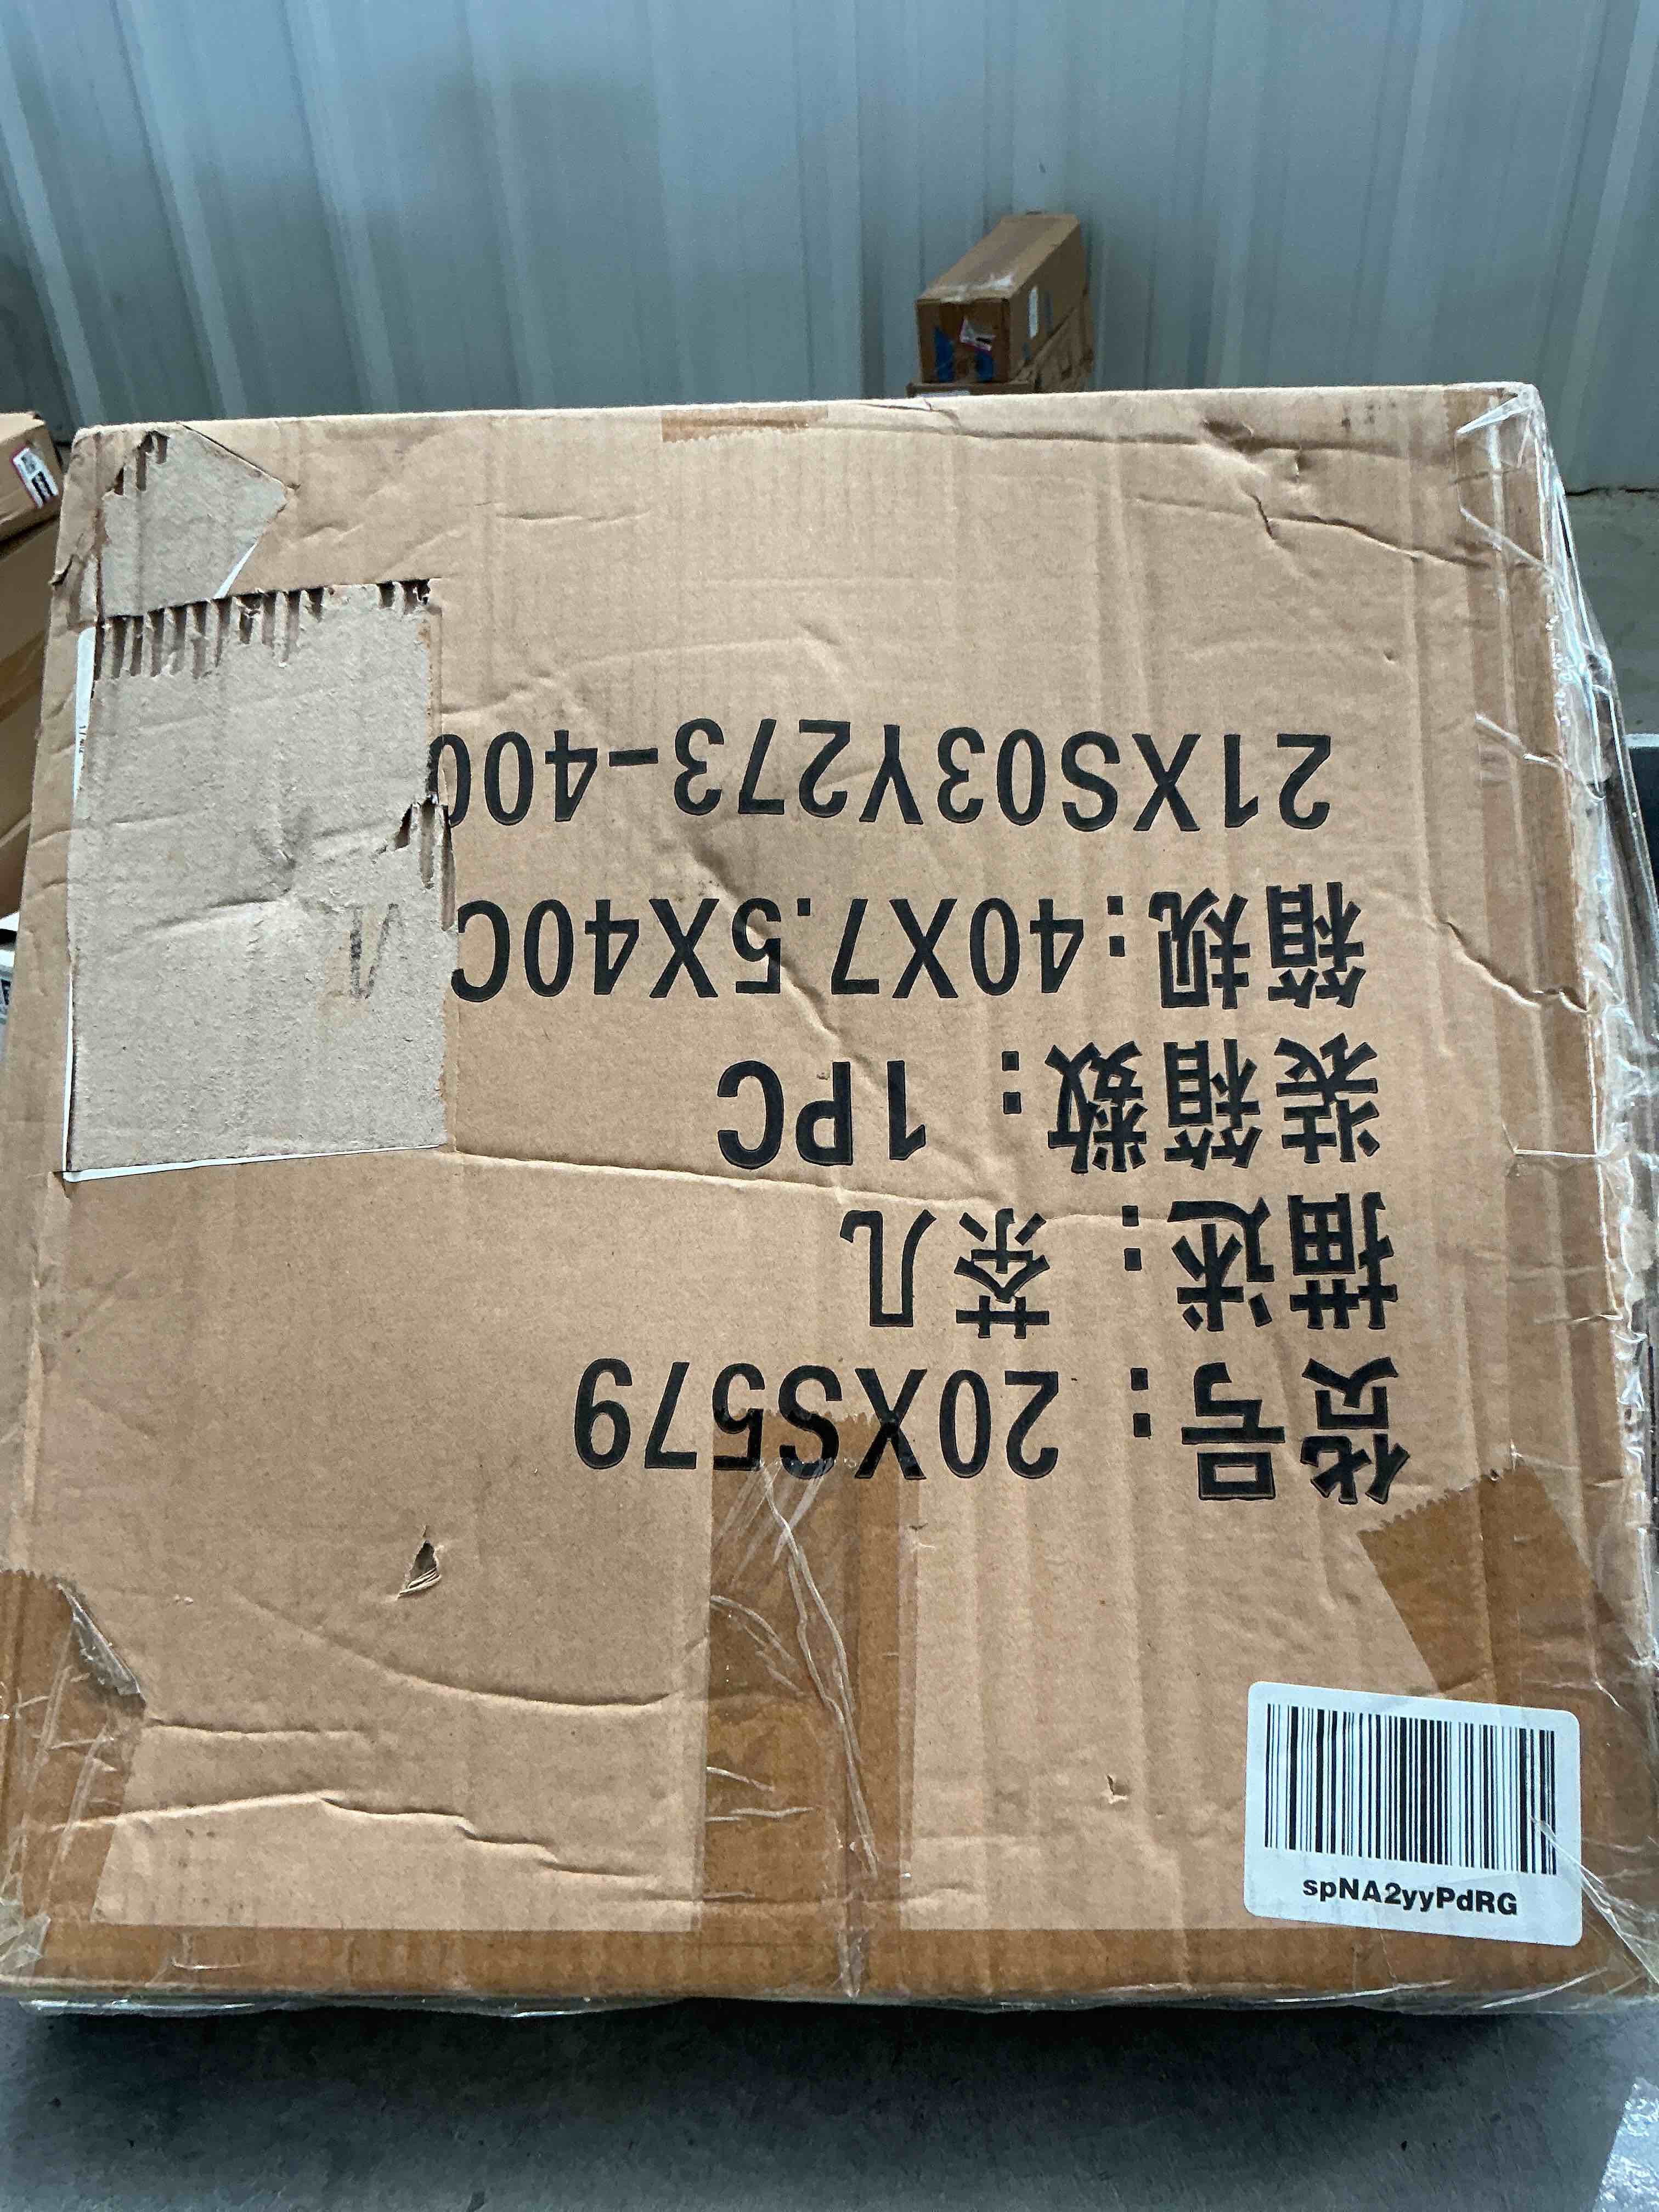 货号：20XS579
描述：茶几
装箱数：1PC
箱规：40X7.5X40C
21XS03Y273-400
spNA2yyPdRG